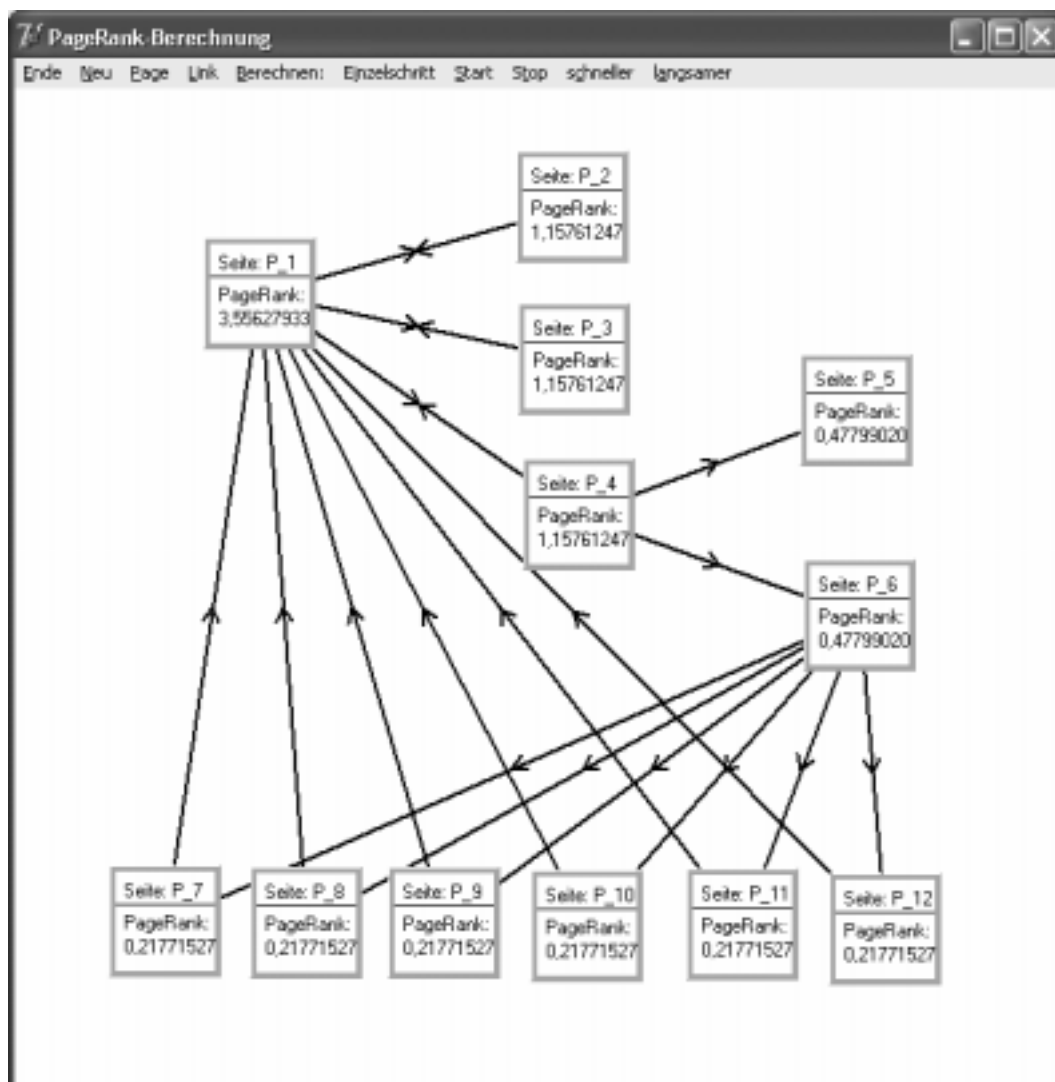 PageRank-Berechnung
Ende Neu Page Link Berechnen: Einzelschritt Start Stop schneller langsamer
Seite: P_2
PageRank:
1,15761247
Seite: P_1
PageRank:
3,55627933
Seite: P_3
PageRank:
1,15761247
Seite: P_5
PageRank:
0,47799020
Seite: P_4
PageRank:
1,15761247
Seite: P_6
PageRank:
0,47799020
Seite: P_7
PageRank:
0,21771527
Seite: P_8
PageRank:
0,21771527
Seite: P_9
PageRank:
0,21771527
Seite: P_10
PageRank:
0,21771527
Seite: P_11
PageRank:
0,21771527
Seite: P_12
PageRank:
0,21771527